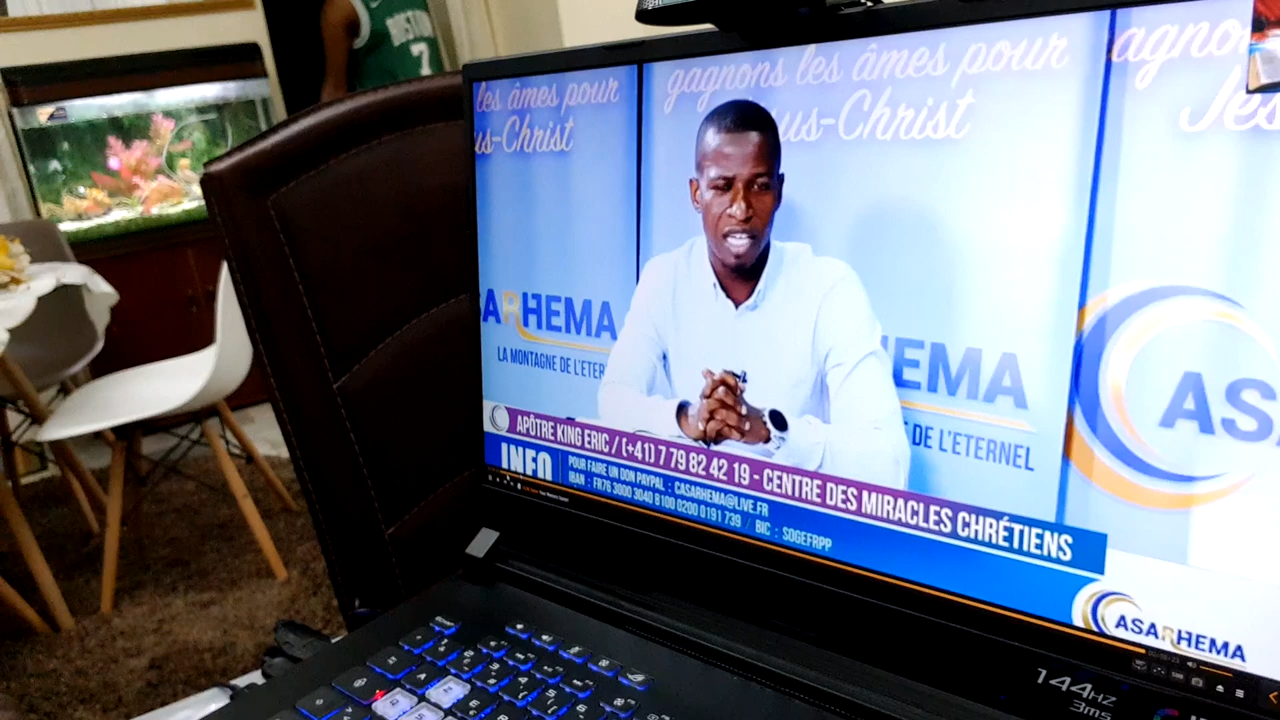 BOSTON
7
les âmes pour
us-Christ
gagnons les âmes pour
us-Christ
agno
Jés
SARHEMA
LA MONTAGNE DE L'ETER
HEMA
DE L'ETERNEL
ASA
APÔTRE KING ERIC / (+41) 7 79 82 42 19 - CENTRE DES MIRACLES CHRÉTIENS
INFO
POUR FAIRE UN DON PAYPAL : CASARHEMA@LIVE.FR
IBAN : FR76 3000 3040 8100 0200 0191 739 / BIC : SOGEFRPP
ASARHEMA
144HZ
3ms